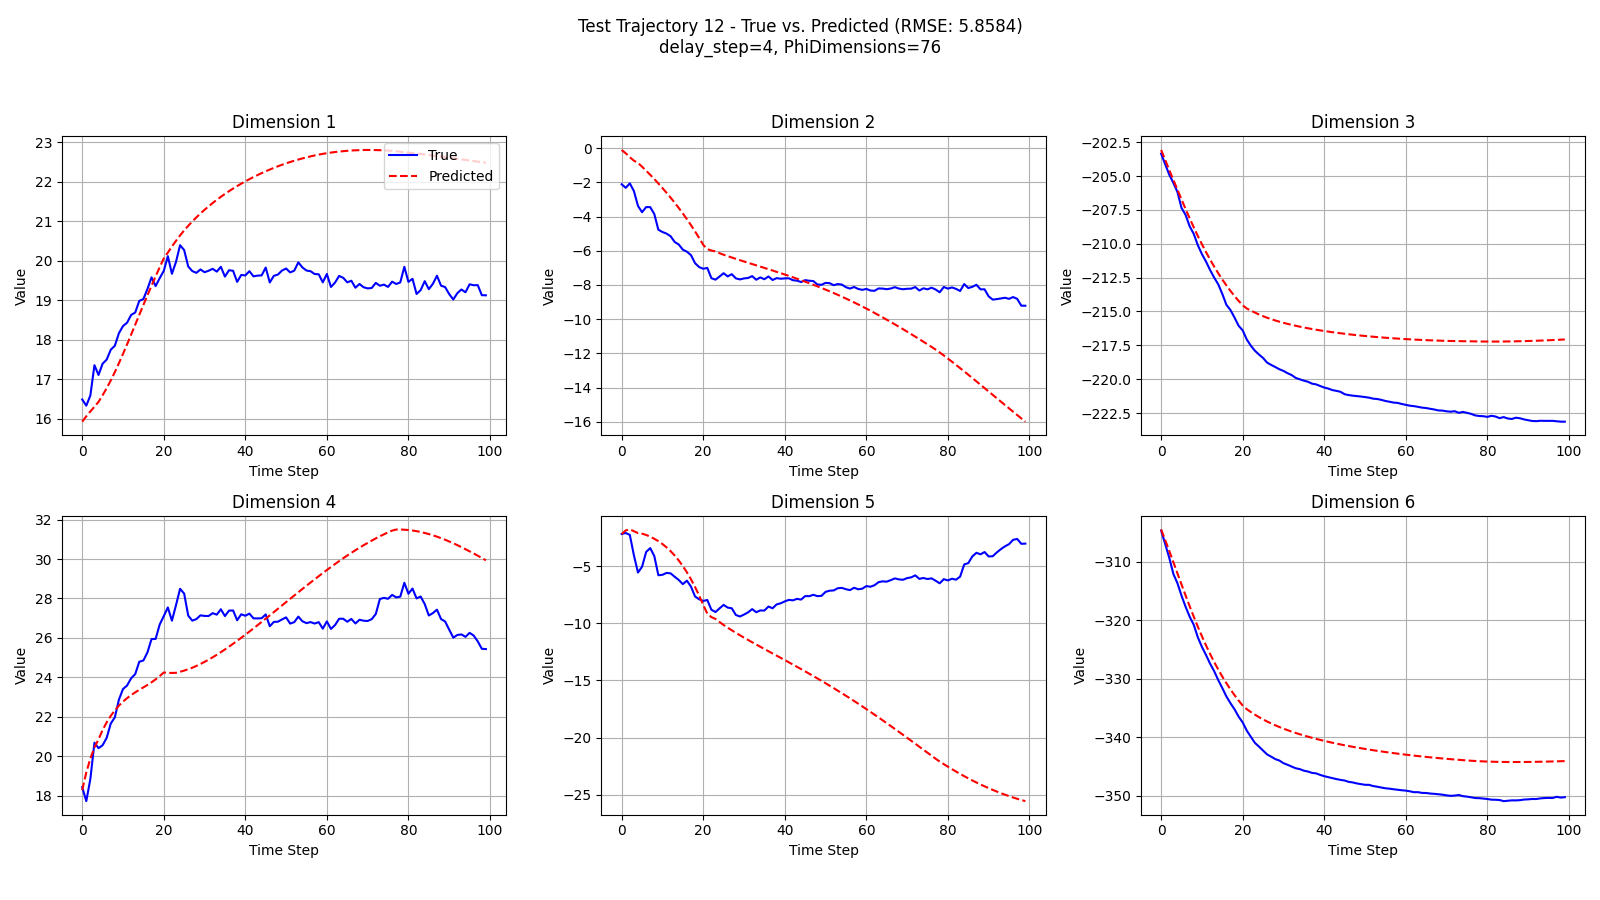 Test Trajectory 12 - True vs. Predicted (RMSE: 5.8584)
delay_step=4, PhiDimensions=76
Dimension 1
23
22
21
20
19
18
17
16
Value
0 20 40 60 80 100
Time Step
True
Predicted
Dimension 2
0
−2
−4
−6
−8
−10
−12
−14
−16
Value
0 20 40 60 80 100
Time Step
Dimension 3
−202.5
−205.0
−207.5
−210.0
−212.5
−215.0
−217.5
−220.0
−222.5
Value
0 20 40 60 80 100
Time Step
Dimension 4
32
30
28
26
24
22
20
18
Value
0 20 40 60 80 100
Time Step
Dimension 5
−5
−10
−15
−20
−25
Value
0 20 40 60 80 100
Time Step
Dimension 6
−310
−320
−330
−340
−350
Value
0 20 40 60 80 100
Time Step